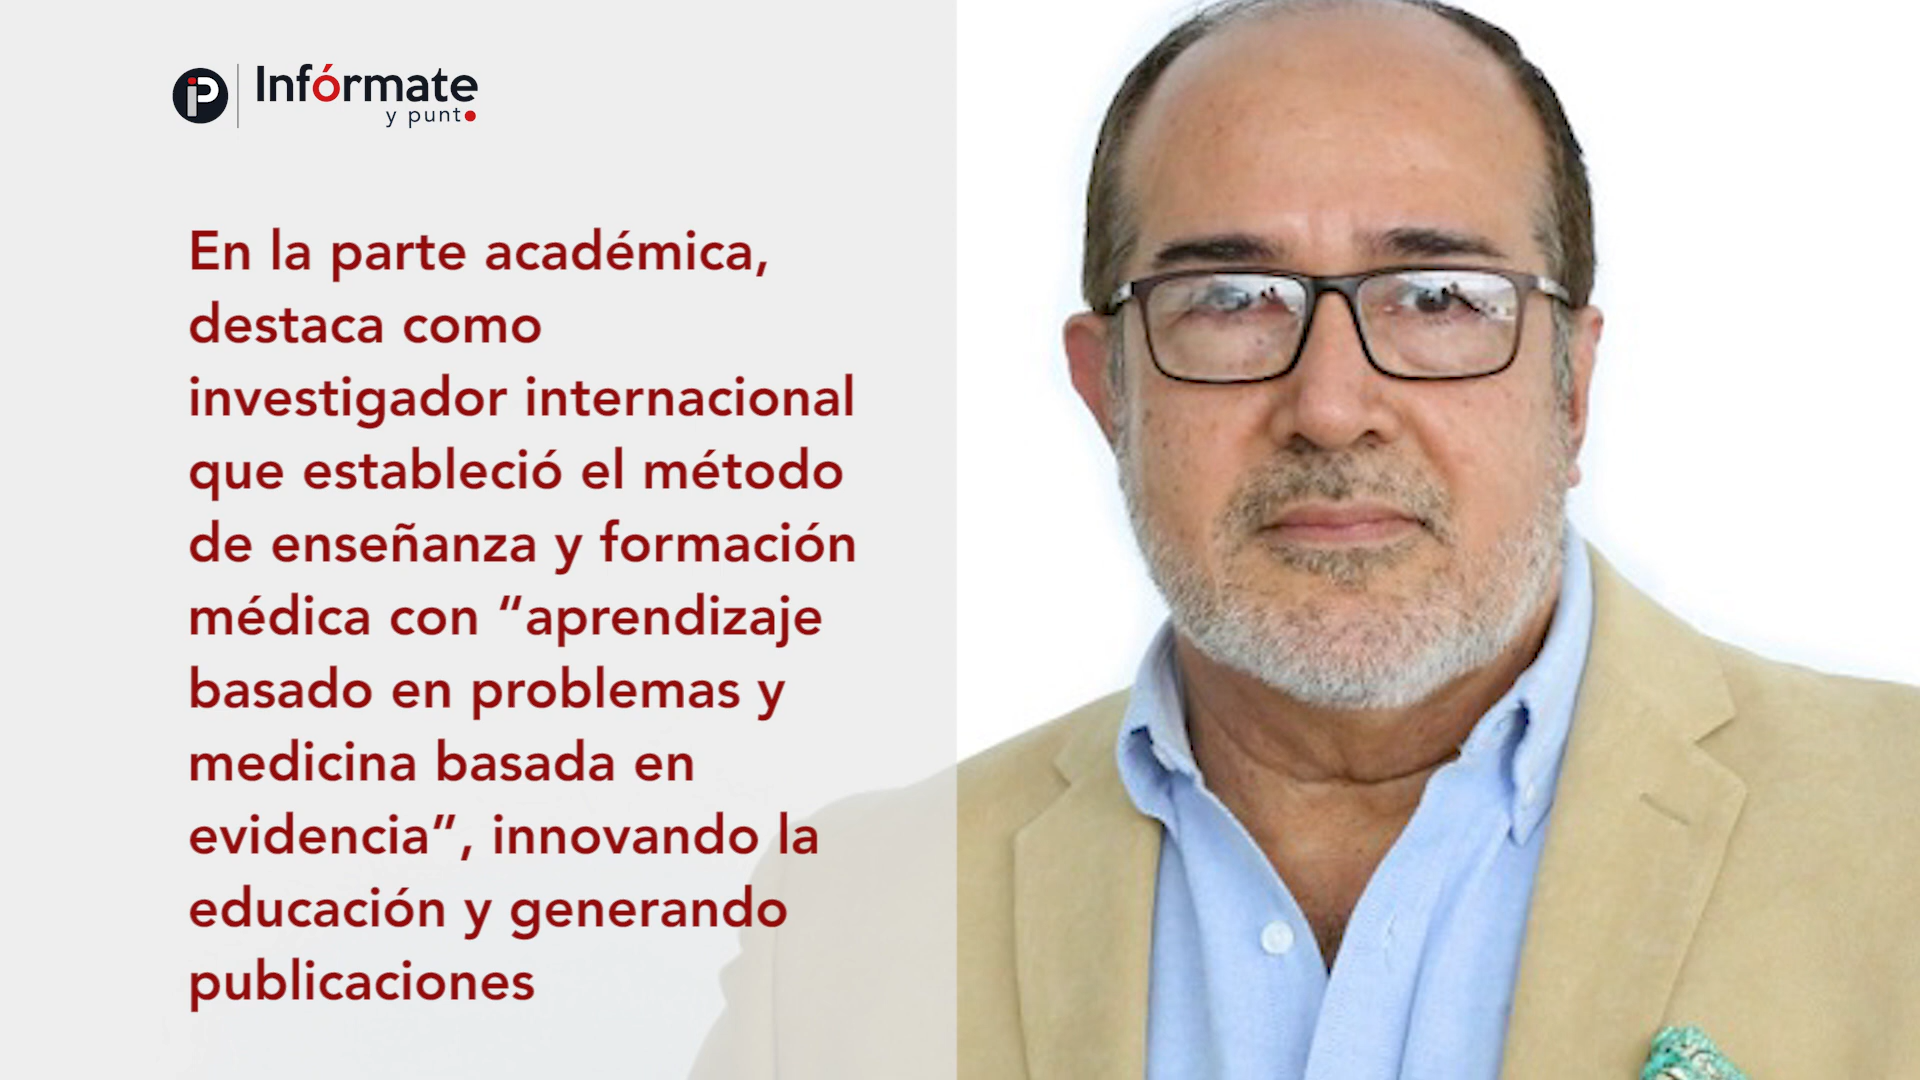 iP Infórmate
y punto
En la parte académica,
destaca como
investigador internacional
que estableció el método
de enseñanza y formación
médica con “aprendizaje
basado en problemas y
medicina basada en
evidencia”, innovando la
educación y generando
publicaciones